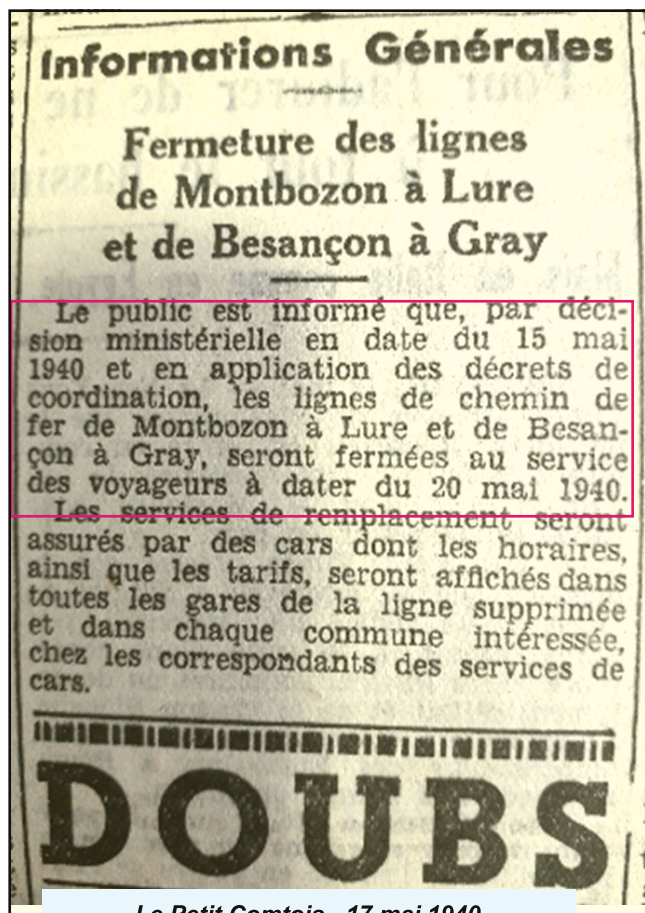 Informations Générales
Fermeture des lignes
de Montbozon à Lure
et de Besançon à Gray
Le public est informé que, par déci-
sion ministérielle en date du 15 mai
1940 et en application des décrets de
coordination, les lignes de chemin de
fer de Montbozon à Lure et de Besan-
çon à Gray, seront fermées au service
des voyageurs à dater du 20 mai 1940.
Les services de remplacement seront
assurés par des cars dont les horaires,
ainsi que les tarifs, seront affichés dans
toutes les gares de la ligne supprimée
et dans chaque commune intéressée,
chez les correspondants des services de
cars.
DOUBS
Le Petit Comtois - 17 mai 1940